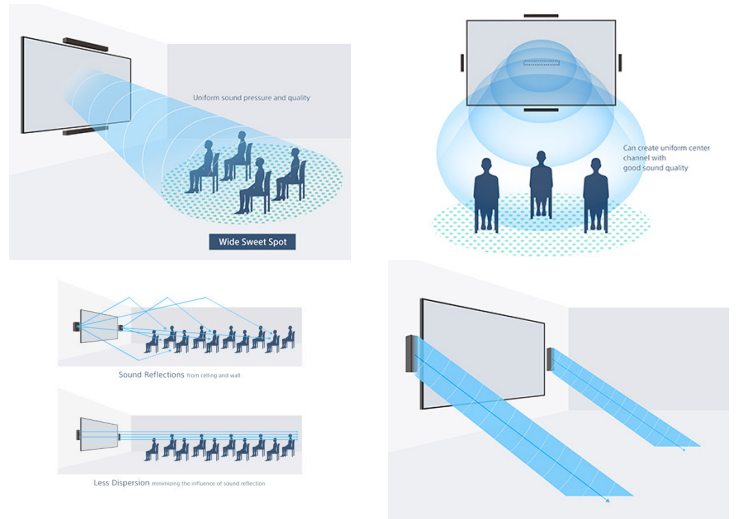 Uniform sound pressure and quality
Wide Sweet Spot
Can create uniform center
channel with
good sound quality
Sound Reflections from ceiling and wall
Less Dispersion minimizing the influence of sound reflection